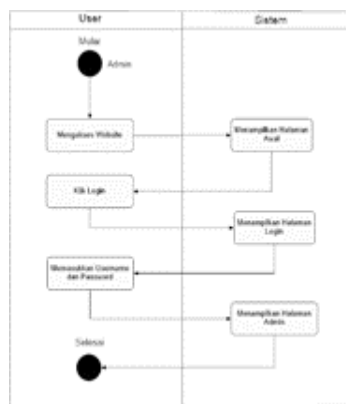 User
Sistem
Mulai
Admin
Mengakses Website
Menampilkan Halaman
Awal
Klik Login
Menampilkan Halaman
Login
Memasukkan Username
dan Password
Menampilkan Halaman
Admin
Selesai